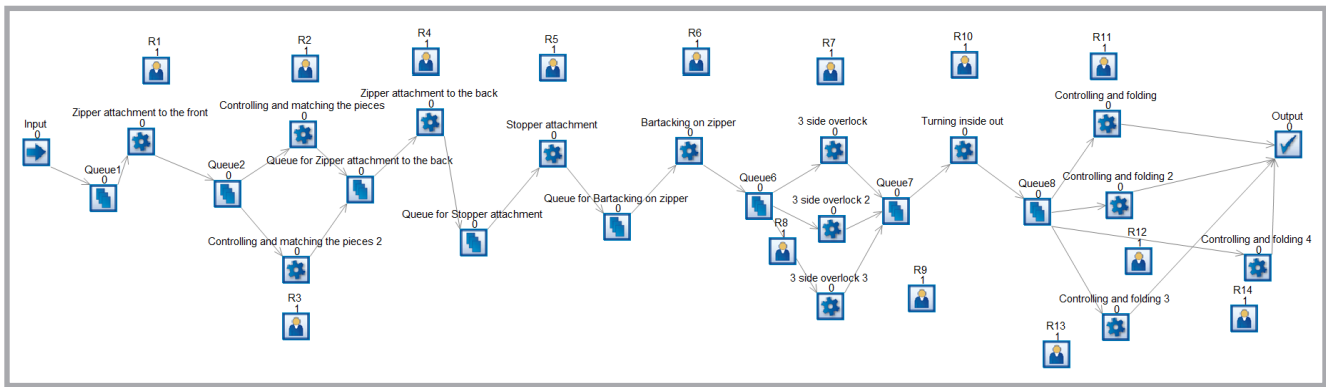 R1
1
R2
1
R4
1
R5
1
R6
1
R7
1
R10
1
R11
1
Input
0
Zipper attachment to the front
0
Controlling and matching the pieces
0
Zipper attachment to the back
0
Stopper attachment
0
Bartacking on zipper
0
3 side overlock
0
Turning inside out
0
Controlling and folding
0
Output
0
Queue1
0
Queue2
0
Queue for Zipper attachment to the back
0
Queue for Stopper attachment
0
Queue for Bartacking on zipper
0
Queue6
0
Queue7
0
Queue8
0
Controlling and folding 2
0
3 side overlock 2
0
R8
1
Controlling and matching the pieces 2
0
R12
1
Controlling and folding 4
0
3 side overlock 3
0
R9
1
R3
1
Controlling and folding 3
0
R14
1
R13
1